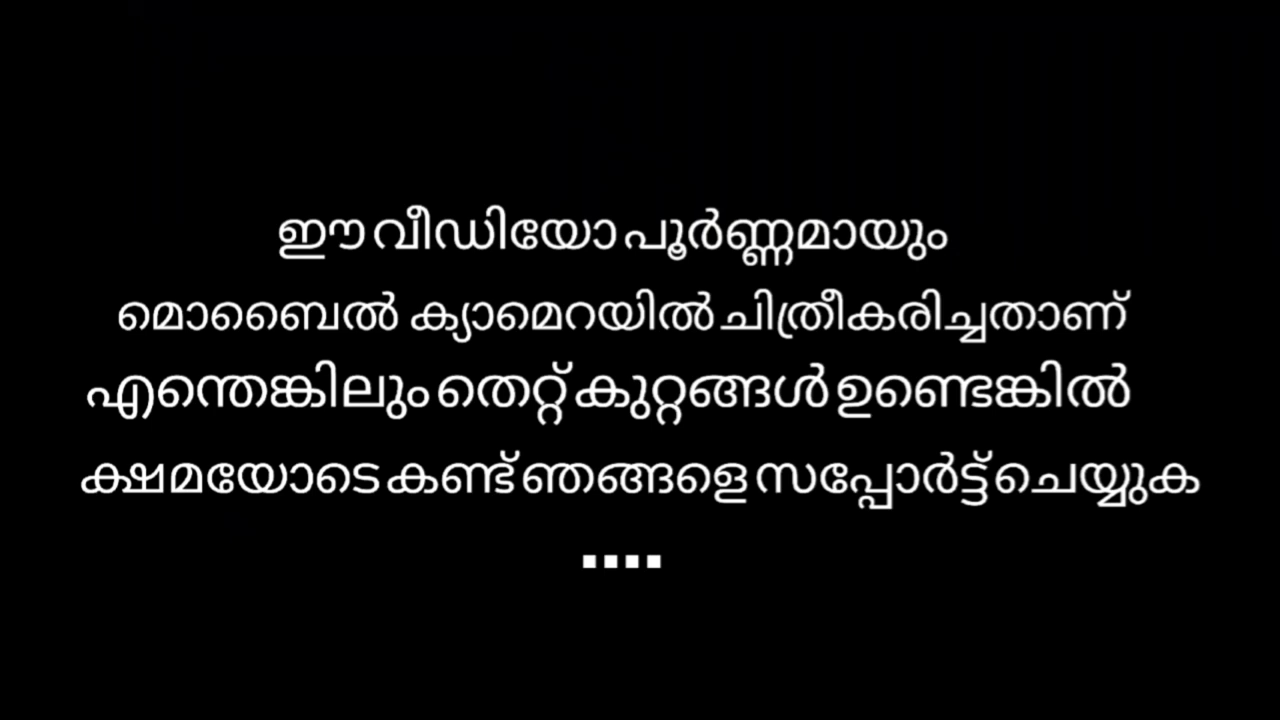 ഈ വീഡിയോ പൂർണ്ണമായും
മൊബൈൽ ക്യാമെറയിൽ ചിത്രീകരിച്ചതാണ്
എന്തെങ്കിലും തെറ്റ് കുറ്റങ്ങൾ ഉണ്ടെങ്കിൽ
ക്ഷമയോടെ കണ്ട് ഞങ്ങളെ സപ്പോർട്ട് ചെയ്യുക
....